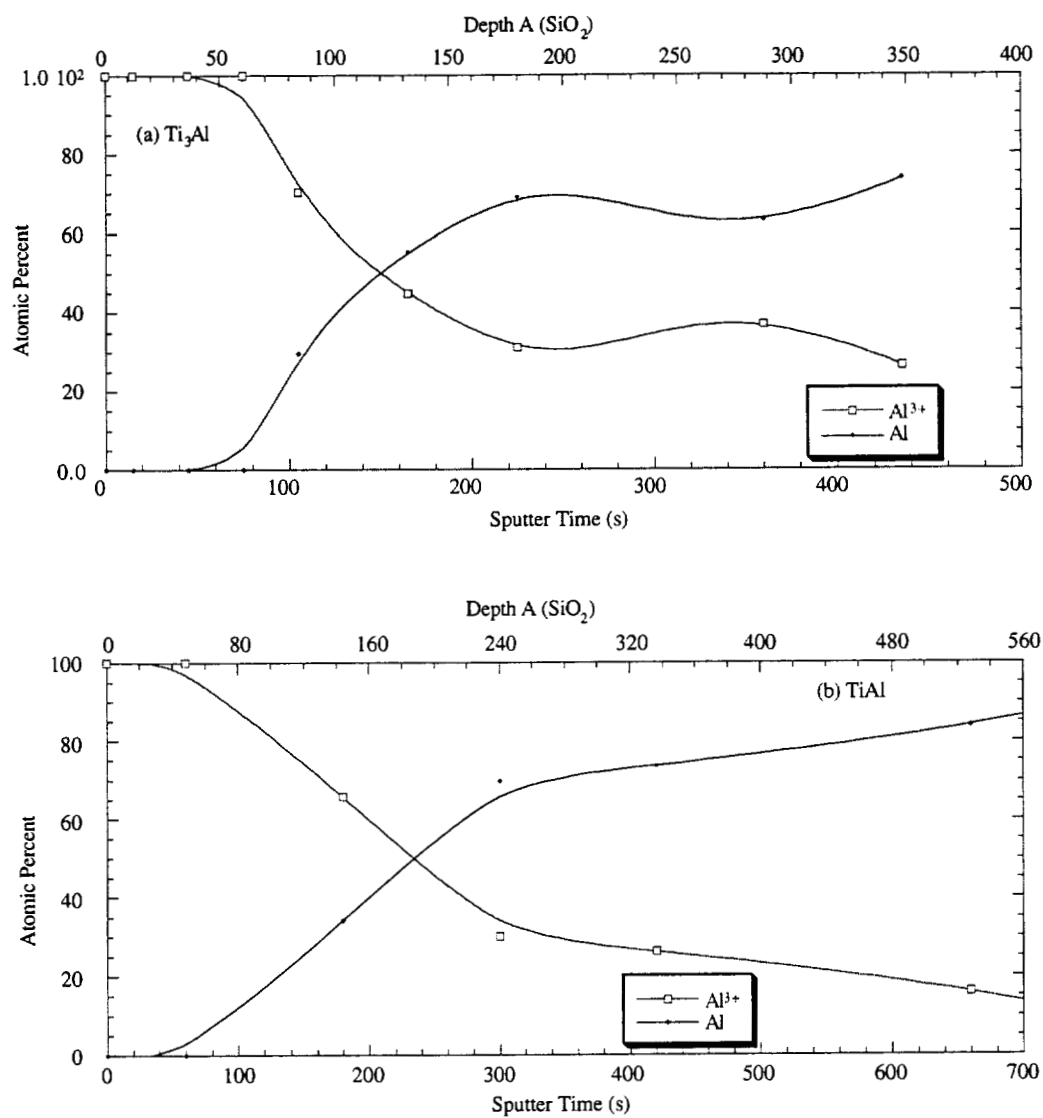 Depth A (SiO2)
0 50 100 150 200 250 300 350 400
1.0 10²
(a) Ti3Al
80
60
40
20
0.0
Atomic Percent
Al3+
Al
0 100 200 300 400 500
Sputter Time (s)
Depth A (SiO2)
0 80 160 240 320 400 480 560
100
(b) TiAl
80
60
40
20
0
Atomic Percent
Al3+
Al
0 100 200 300 400 500 600 700
Sputter Time (s)